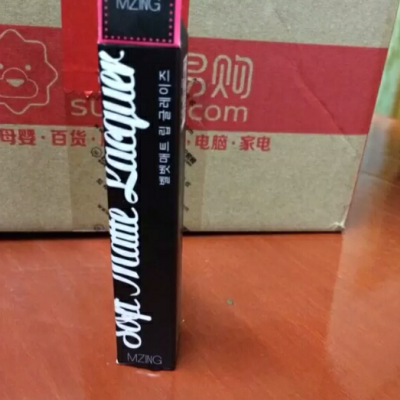 MZING
Soft Matte Lacquer
벨벳매트 립 글레이즈
MZING
易购
su
com
母婴·百货
电脑·家电